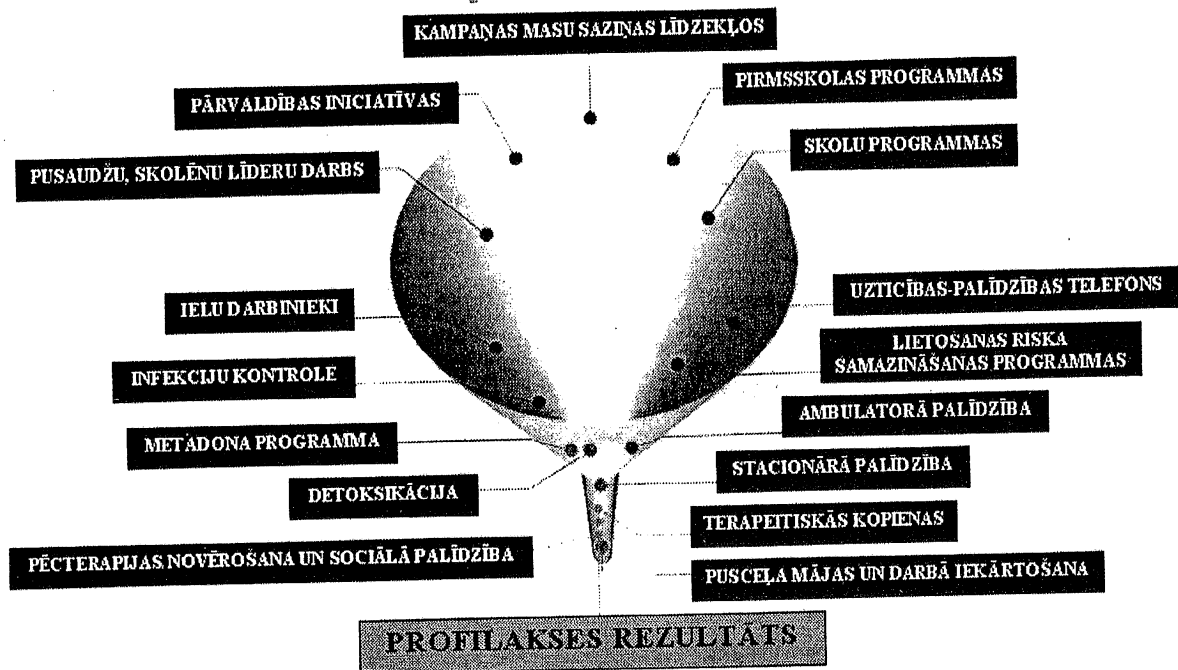 KAMPAŅAS MASU SAZIŅAS LĪDZEKĻOS
PIRMSSKOLAS PROGRAMMAS
PĀRVALDĪBAS INICIATĪVAS
SKOLU PROGRAMMAS
PUSAUDŽU, SKOLĒNU LĪDERU DARBS
UZTICĪBAS-PALĪDZĪBAS TELEFONS
IELU DARBINIEKI
LIETOŠANAS RISKA
SAMAZINĀŠANAS PROGRAMMAS
INFEKCIJU KONTROLE
AMBULATORĀ PALĪDZĪBA
METADONA PROGRAMMA
STACIONĀRĀ PALĪDZĪBA
DETOKSIKĀCIJA
TERAPEITISKĀS KOPIENAS
PĒCTERAPIJAS NOVĒROŠANA UN SOCIĀLĀ PALĪDZĪBA
PUSCEĻA MĀJAS UN DARBĀ IEKĀRTOŠANA
PROFILAKSES REZULTĀTS